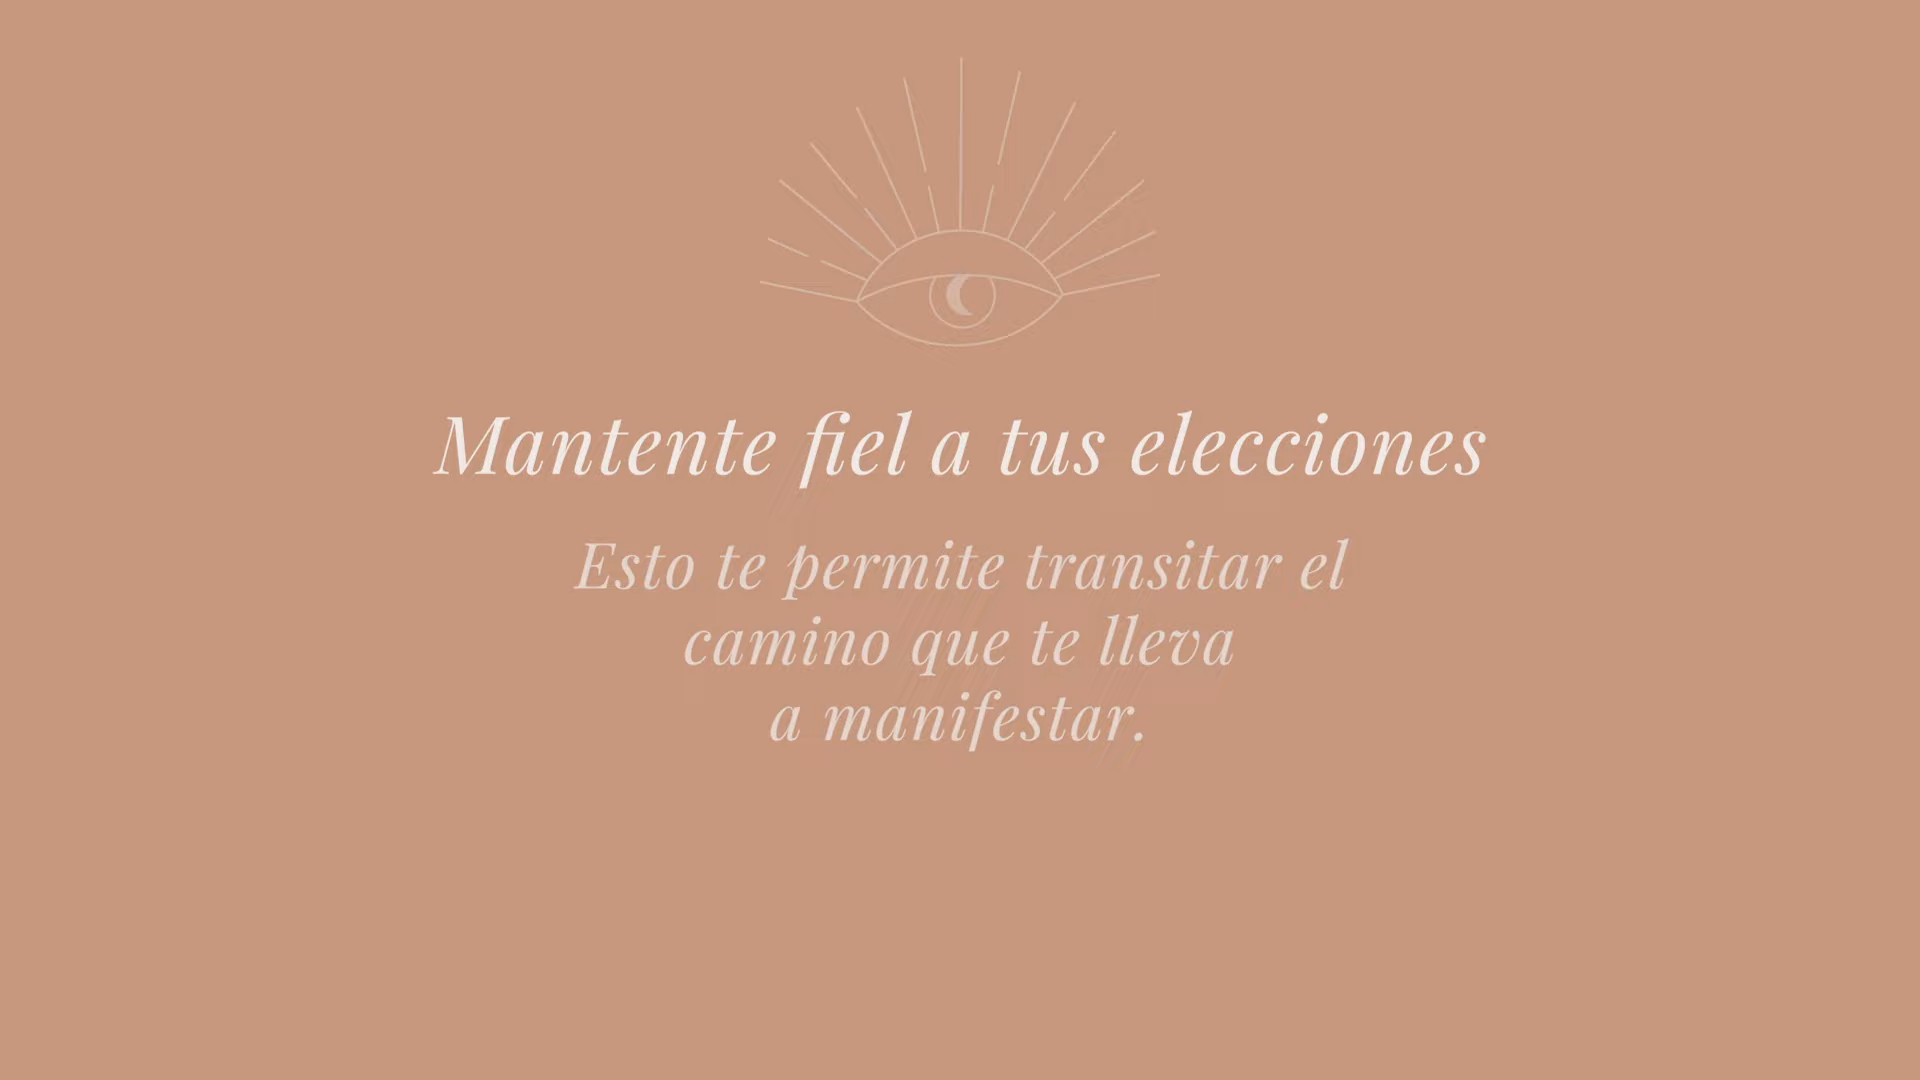 Mantente fiel a tus elecciones
Esto te permite transitar el
camino que te lleva
a manifestar.